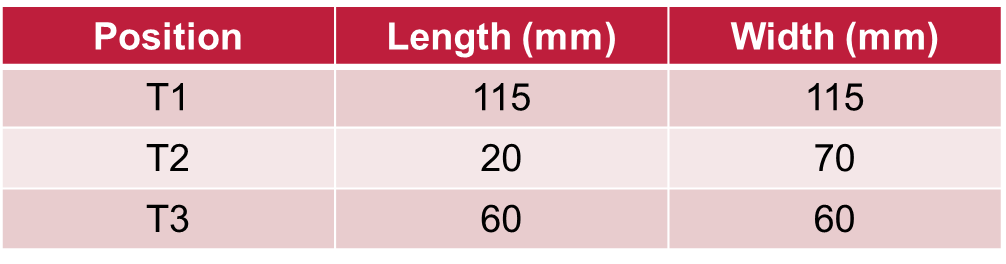 Position Length (mm) Width (mm)
T1 115 115
T2 20 70
T3 60 60